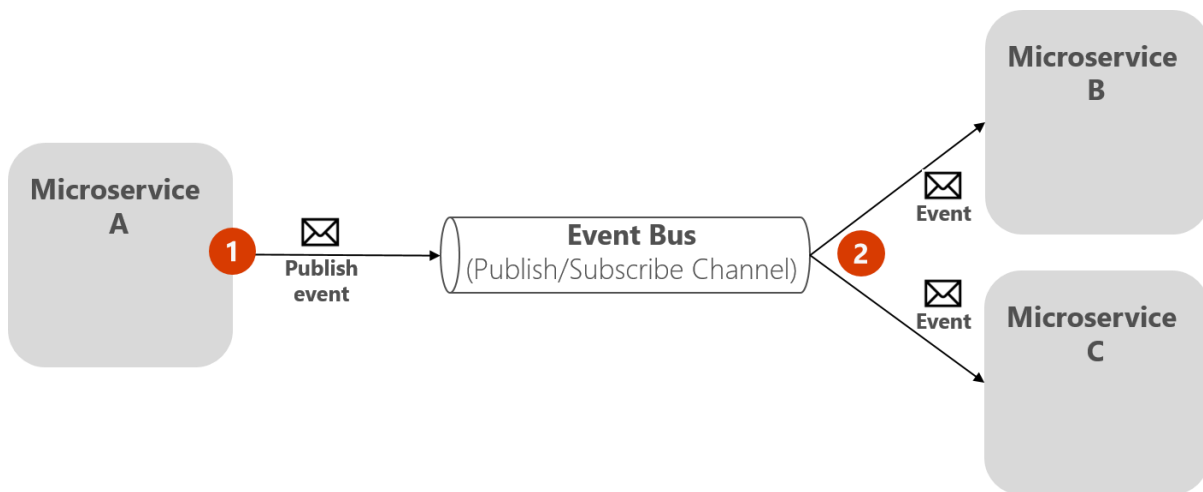 Microservice
A
1
Publish
event
Event Bus
(Publish/Subscribe Channel)
2
Event
Event
Microservice
B
Microservice
C